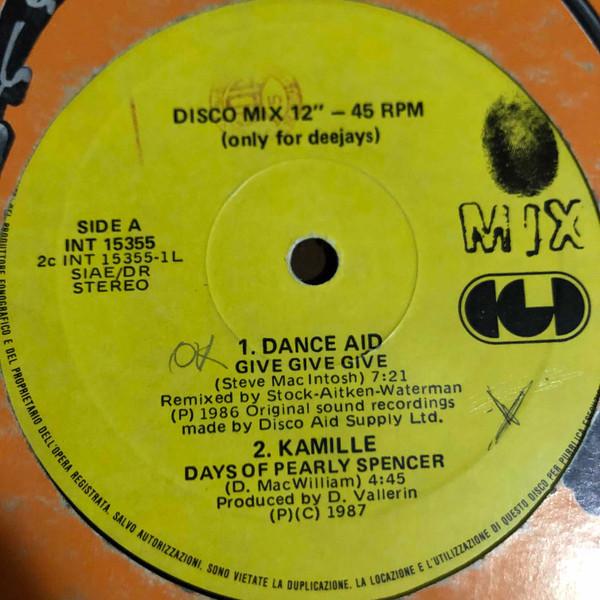 DISCO MIX 12" – 45 RPM
(only for deejays)
MIX
SIDE A
INT 15355
2c INT 15355-1L
SIAE/DR
STEREO
OK
1. DANCE AID
GIVE GIVE GIVE
(Steve MacIntosh) 7:21
Remixed by Stock-Aitken-Waterman
(P) 1986 Original sound recordings
made by Disco Aid Supply Ltd.
2. KAMILLE
DAYS OF PEARLY SPENCER
(D. MacWilliam) 4:45
Produced by D. Vallerin
(P)(C) 1987
PRODUTTORE FONOGRAFICO E DEL PROPRIETARIO DELL'OPERA REGISTRATA. SALVO AUTORIZZAZIONI, SONO VIETATE LA DUPLICAZIONE, LA LOCAZIONE E L'UTILIZZAZIONE DI QUESTO DISCO PER PUBBLICA